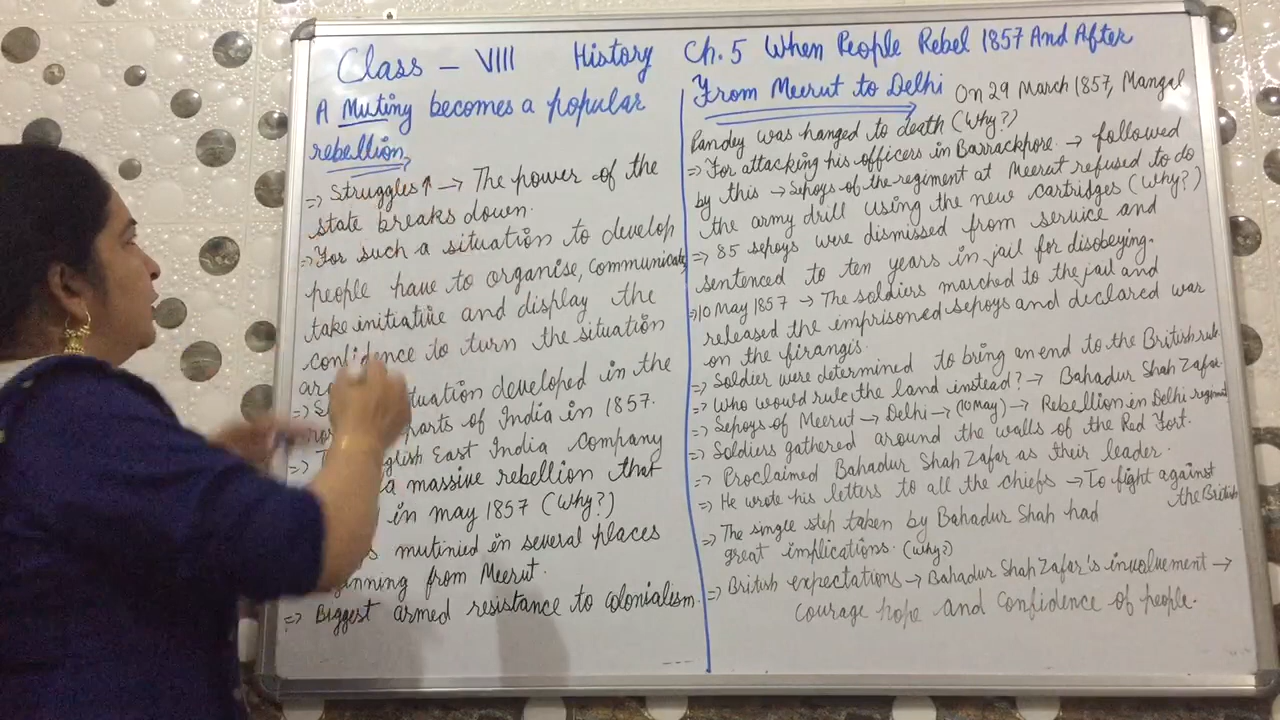 Class - VIII History Ch. 5 When People Rebel 1857 And After
A Mutiny becomes a popular
rebellion
=> Struggles ↑ → The power of the
state breaks down.
=> For such a situation to develop
people have to organise, communicate,
take initiative and display the
confidence to turn the situation
tuation developed in the
parts of India in 1857.
=> glish East India Company
a massive rebellion that
in may 1857 (Why?)
mutinied in several places
nning from Meerut.
=> Biggest armed resistance to colonialism.
From Meerut to Delhi On 29 March 1857, Mangal
Pandey was hanged to death (Why?)
=> For attacking his officers in Barrackpore. → followed
by this → Sepoys of the regiment at Meerut refused to do
the army drill using the new cartridges (Why?)
=> 85 sepoys were dismissed from service and
sentenced to ten years in jail for disobeying.
=> 10 May 1857 → The soldiers marched to the jail and
released the imprisoned sepoys and declared war
on the firangis.
=> Soldier were determined to bring an end to the British rule.
=> Who would rule the land instead? → Bahadur Shah Zafar.
=> Sepoys of Meerut → Delhi → (10 May) → Rebellion in Delhi regiment
=> Soldiers gathered around the walls of the Red Fort.
=> Proclaimed Bahadur Shah Zafar as their leader.
=> He wrote his letters to all the chiefs → To fight against
the British
=> The single step taken by Bahadur Shah had
great implications. (Why?)
=> British expectations → Bahadur Shah Zafar's involvement →
courage hope and confidence of people.